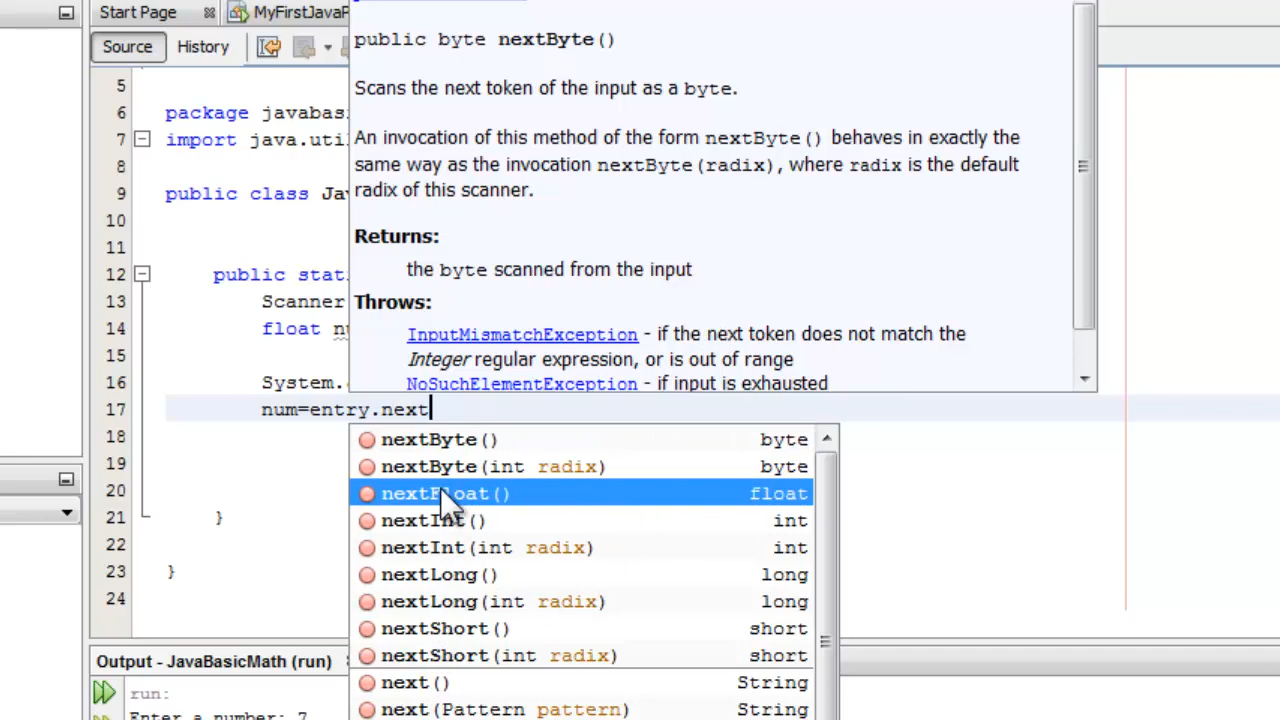 Start Page MyFirstJavaP
Source History
public byte nextByte()
Scans the next token of the input as a byte.
An invocation of this method of the form nextByte() behaves in exactly the
same way as the invocation nextByte(radix), where radix is the default
radix of this scanner.
Returns:
the byte scanned from the input
Throws:
InputMismatchException - if the next token does not match the
Integer regular expression, or is out of range
NoSuchElementException - if input is exhausted
5
6 package javabas
7 import java.uti
8
9 public class Ja
10
11
12 public stat
13 Scanner
14 float nu
15
16 System.
17 num=entry.next
18
19
20
21 }
22
23 }
24
nextByte() byte
nextByte(int radix) byte
nextFloat() float
nextInt() int
nextInt(int radix) int
nextLong() long
nextLong(int radix) long
nextShort() short
nextShort(int radix) short
next() String
next(Pattern pattern) String
Output - JavaBasicMath (run)
run:
Enter a number: 7